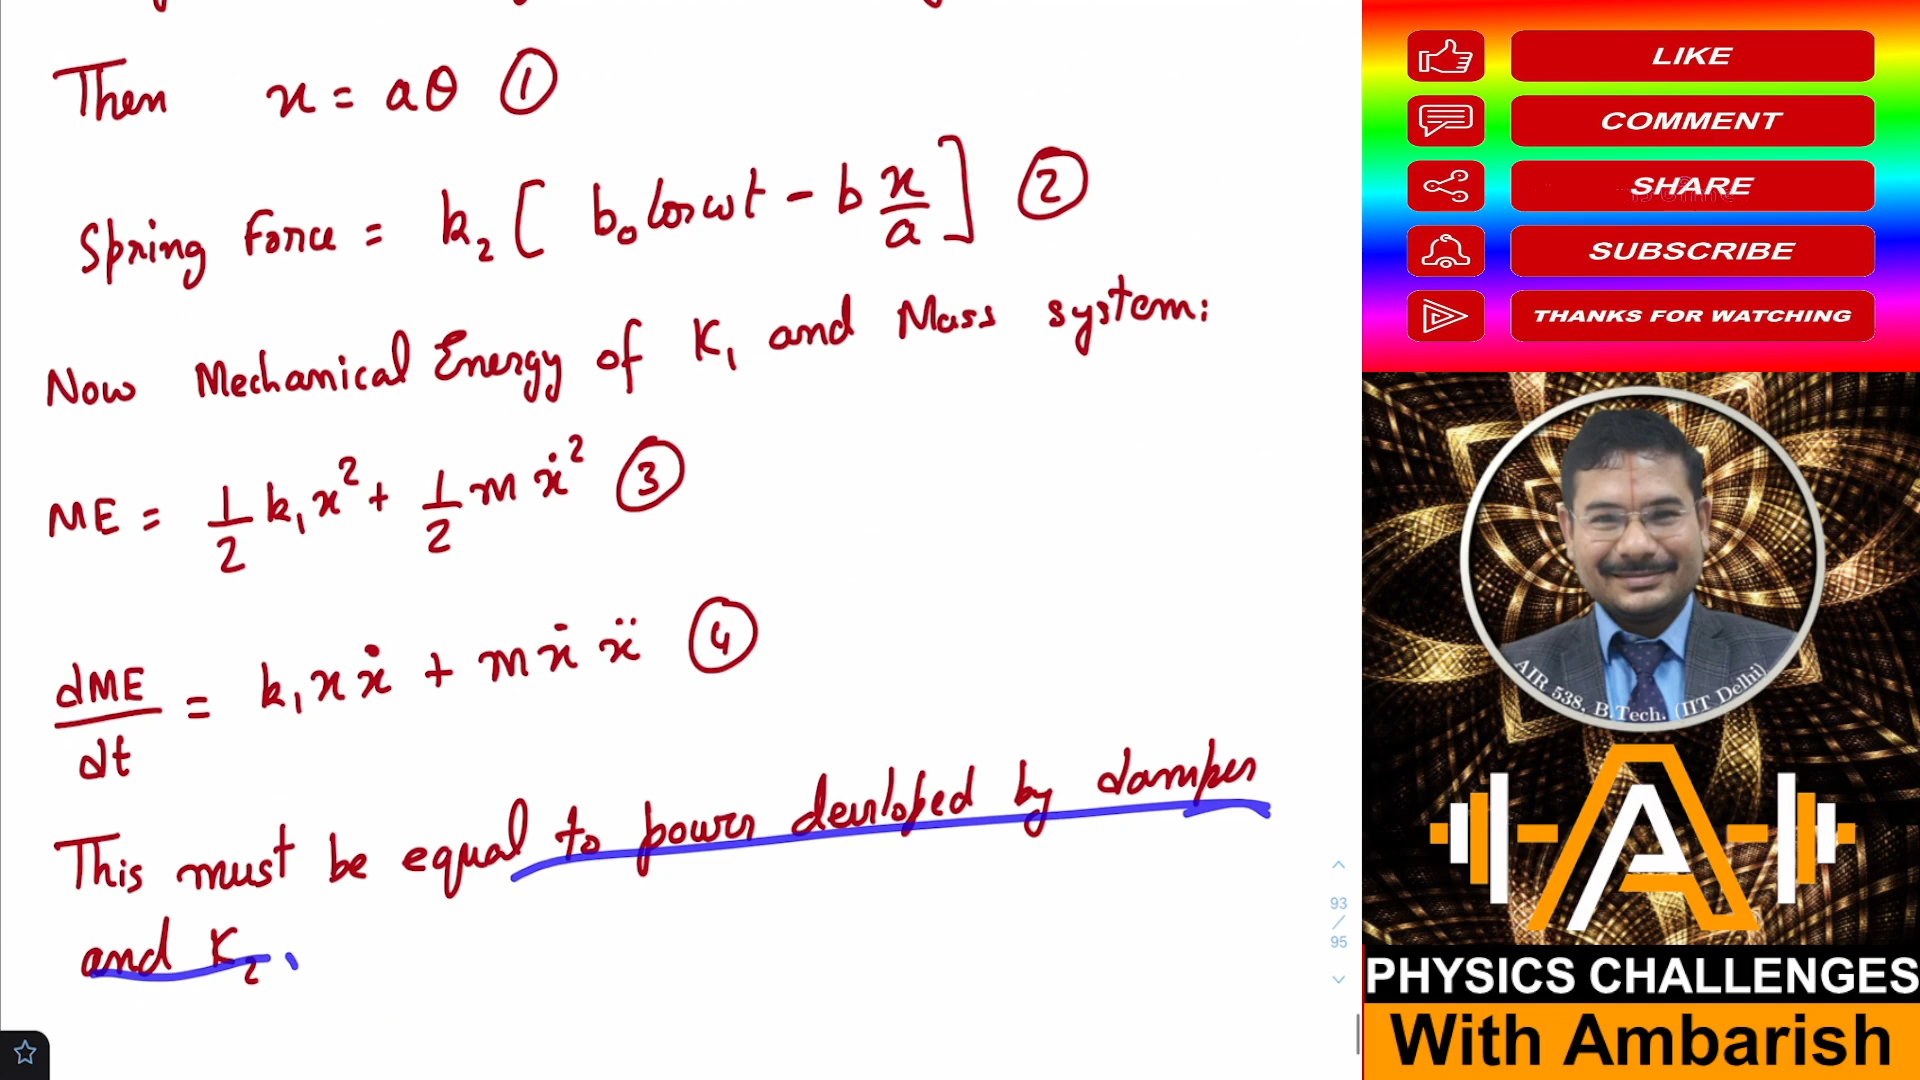 Then x = aθ ①
Spring Force = k₂ [ b₀ cos ωt - b x/a ] ②
Now Mechanical Energy of K₁ and Mass system:
ME = 1/2 k₁x² + 1/2 mẋ² ③
dME/dt = k₁xẋ + mẋẍ ④
This must be equal to power devloped by damper
and K₂.
93
/
95
LIKE
COMMENT
SHARE
SUBSCRIBE
THANKS FOR WATCHING
AIR 538, B.Tech. (IIT Delhi)
A
PHYSICS CHALLENGES
With Ambarish